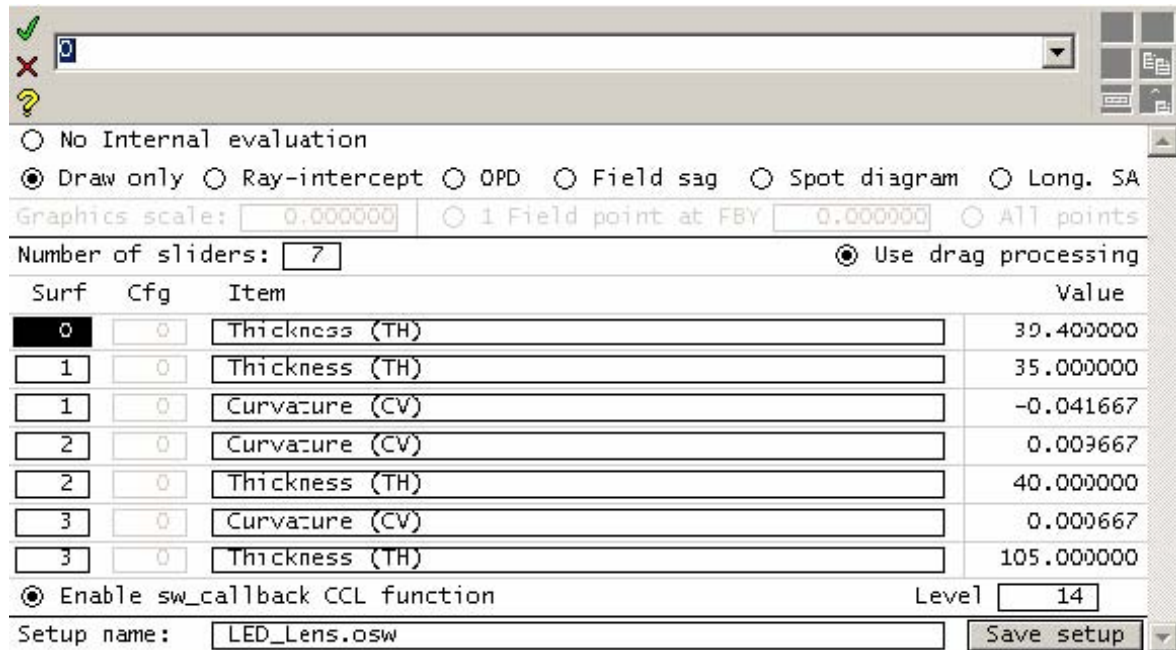 0
No Internal evaluation
Draw only Ray-intercept OPD Field sag Spot diagram Long. SA
Graphics scale: 0.000000 1 Field point at FBY 0.000000 All points
Number of sliders: 7 Use drag processing
Surf Cfg Item Value
0 0 Thickness (TH) 39.400000
1 0 Thickness (TH) 35.000000
1 0 Curvature (CV) -0.041667
2 0 Curvature (CV) 0.009667
2 0 Thickness (TH) 40.000000
3 0 Curvature (CV) 0.000667
3 0 Thickness (TH) 105.000000
Enable sw_callback CCL function Level 14
Setup name: LED_Lens.osw Save setup